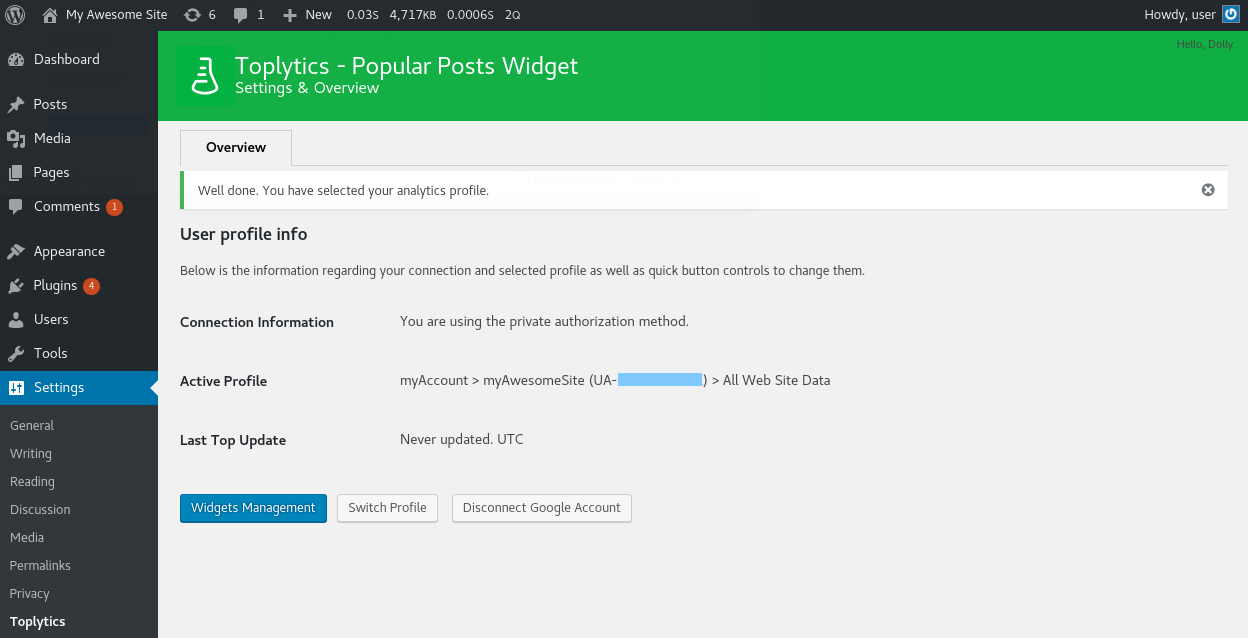 My Awesome Site 6 1 New 0.03S 4,717KB 0.0006S 2Q Howdy, user
Hello, Dolly
Toplytics - Popular Posts Widget
Settings & Overview
Dashboard
Posts
Media
Pages
Comments 1
Appearance
Plugins 4
Users
Tools
Settings
General
Writing
Reading
Discussion
Media
Permalinks
Privacy
Toplytics
Overview
Well done. You have selected your analytics profile.
User profile info
Below is the information regarding your connection and selected profile as well as quick button controls to change them.
Connection Information You are using the private authorization method.
Active Profile myAccount > myAwesomeSite (UA- ) > All Web Site Data
Last Top Update Never updated. UTC
Widgets Management Switch Profile Disconnect Google Account